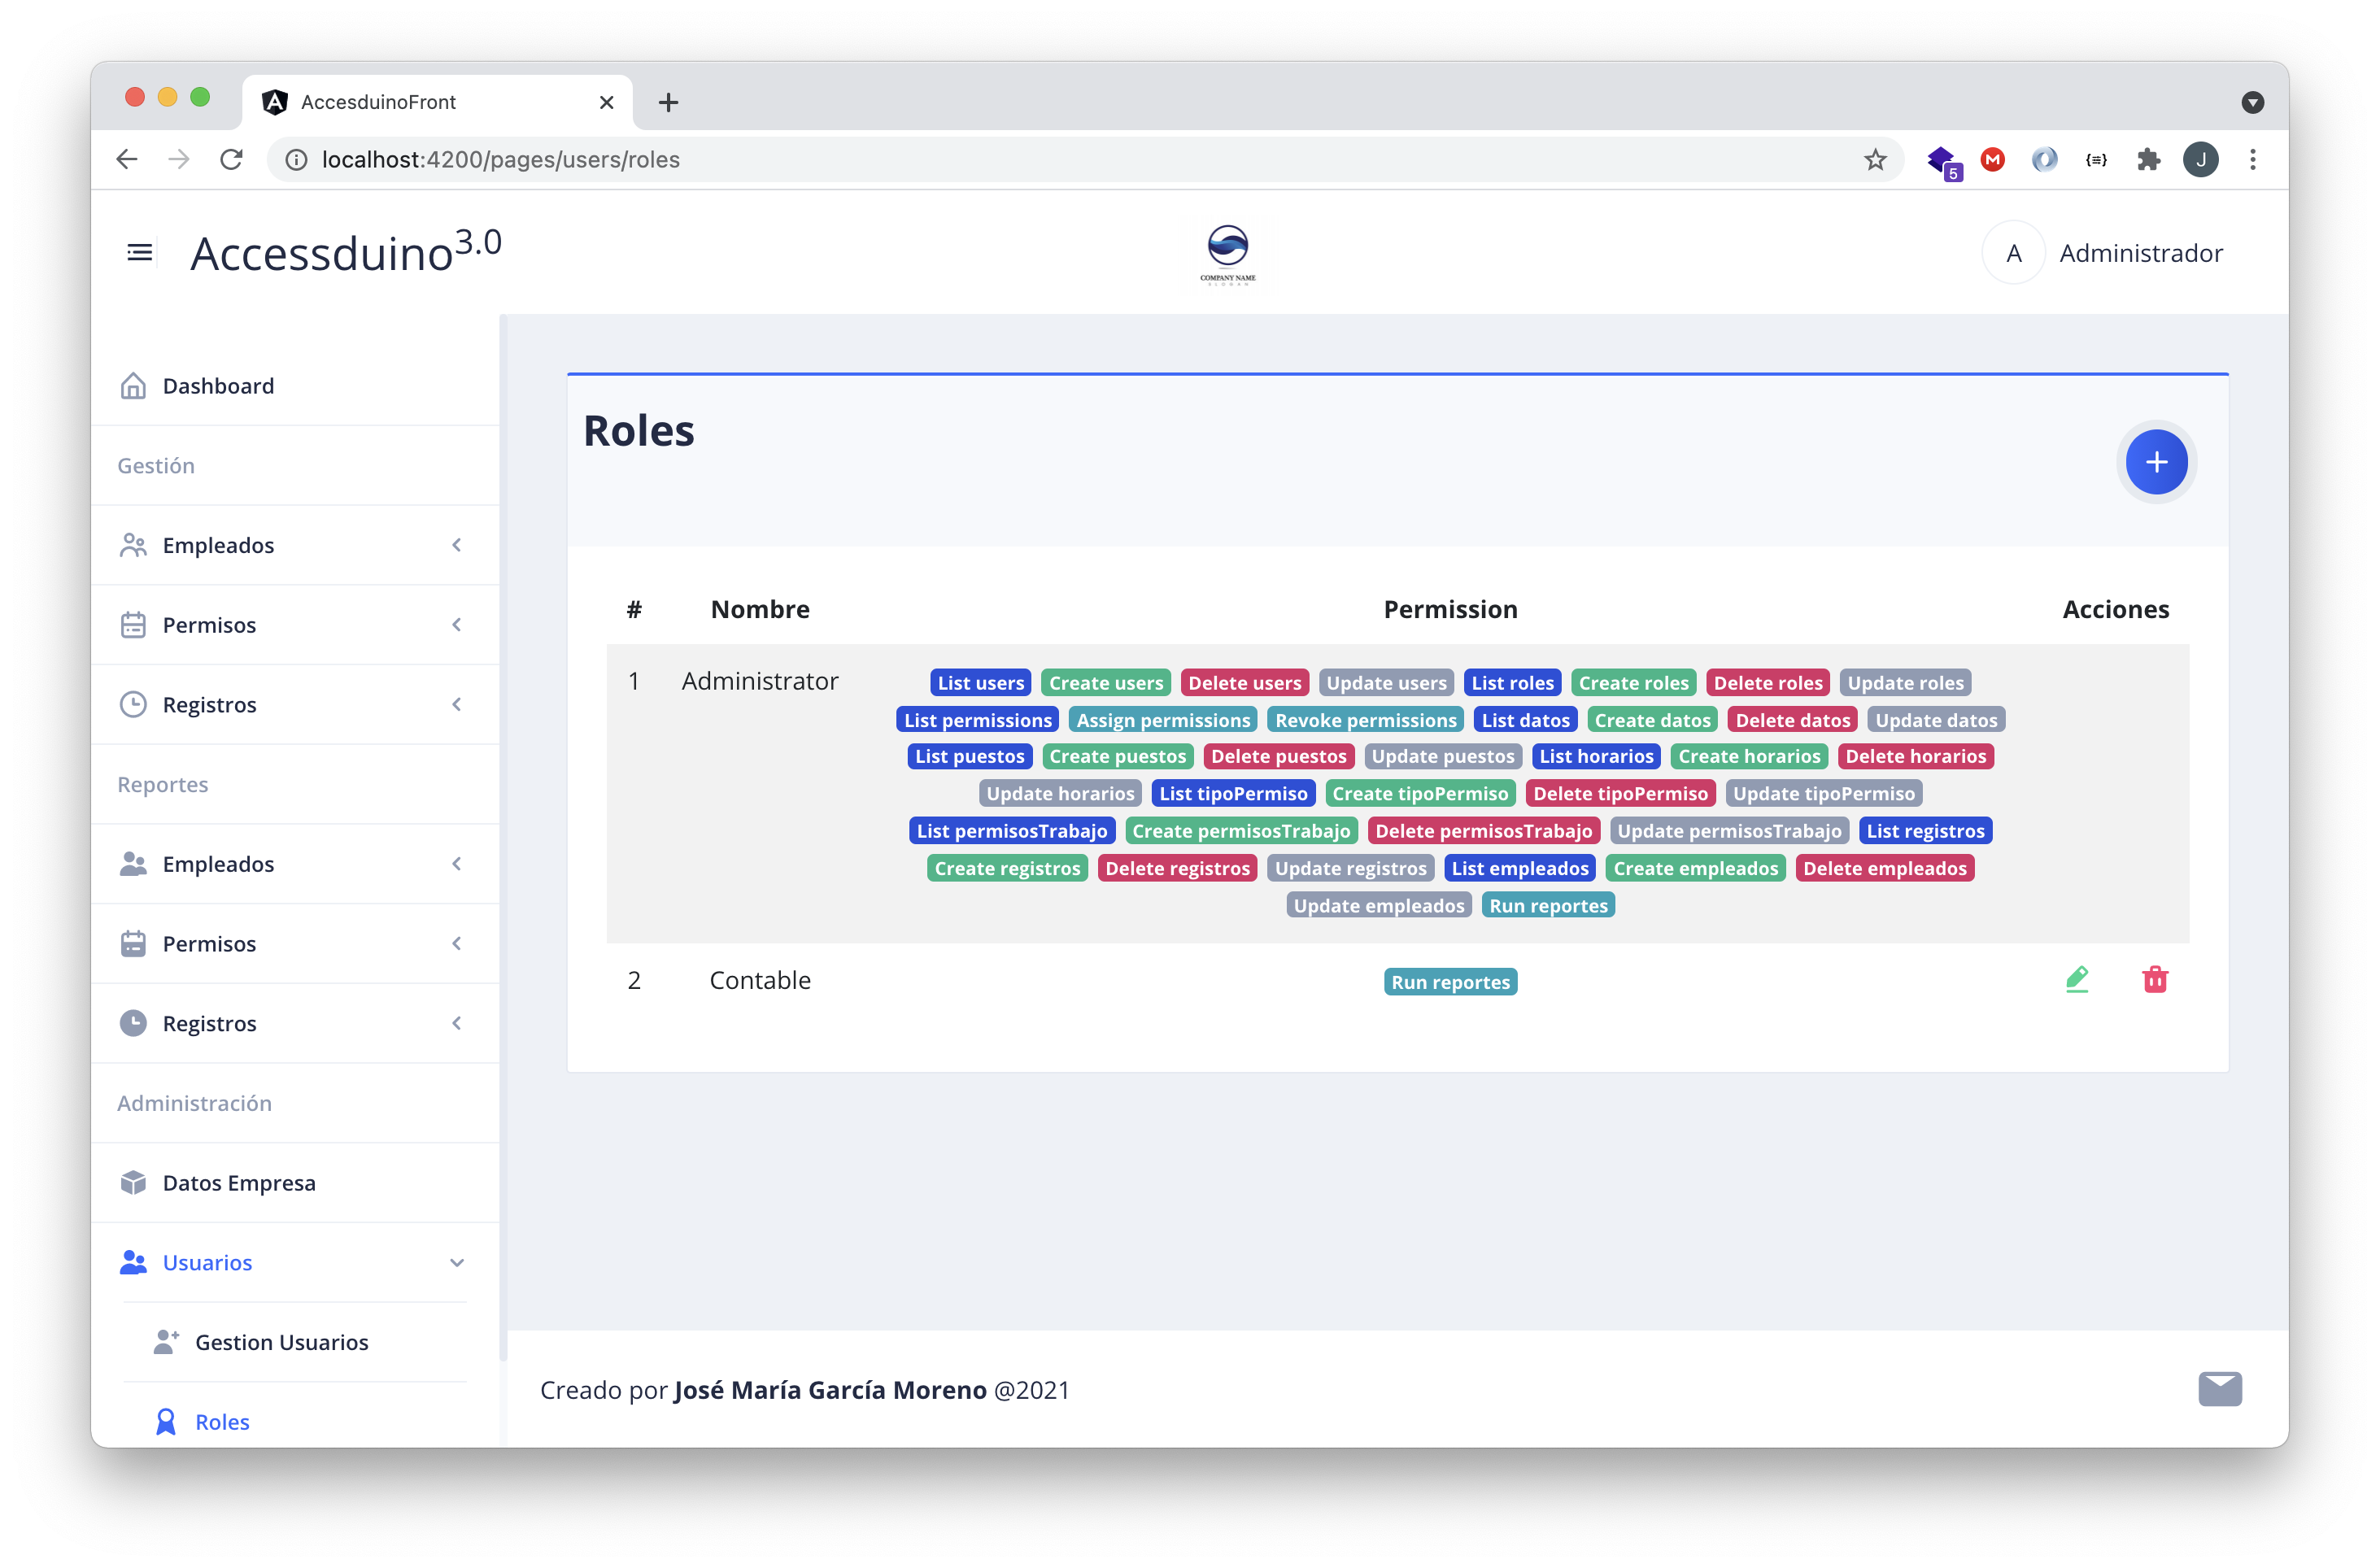 AccesduinoFront
localhost:4200/pages/users/roles
5
M
J
Accessduino3.0
COMPANY NAME
SLOGAN
A Administrador
Dashboard
Gestión
Empleados
Permisos
Registros
Reportes
Empleados
Permisos
Registros
Administración
Datos Empresa
Usuarios
Gestion Usuarios
Roles
Roles
# Nombre Permission Acciones
1 Administrator List users Create users Delete users Update users List roles Create roles Delete roles Update roles
List permissions Assign permissions Revoke permissions List datos Create datos Delete datos Update datos
List puestos Create puestos Delete puestos Update puestos List horarios Create horarios Delete horarios
Update horarios List tipoPermiso Create tipoPermiso Delete tipoPermiso Update tipoPermiso
List permisosTrabajo Create permisosTrabajo Delete permisosTrabajo Update permisosTrabajo List registros
Create registros Delete registros Update registros List empleados Create empleados Delete empleados
Update empleados Run reportes
2 Contable Run reportes
Creado por José María García Moreno @2021